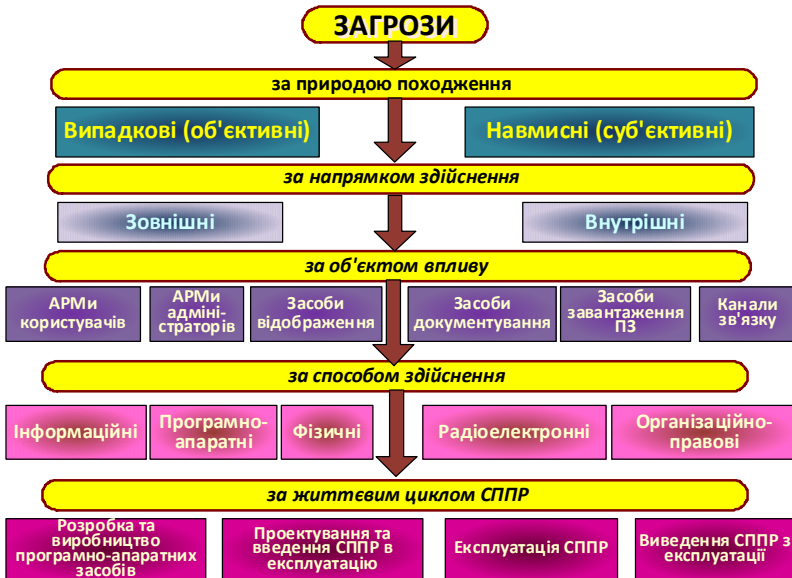 ЗАГРОЗИ
за природою походження
Випадкові (об'єктивні)
Навмисні (суб'єктивні)
за напрямком здійснення
Зовнішні
Внутрішні
за об'єктом впливу
АРМи
користувачів
АРМи
адміні-
страторів
Засоби
відображення
Засоби
документування
Засоби
завантаження
ПЗ
Канали
зв'язку
за способом здійснення
Інформаційні
Програмно-
апаратні
Фізичні
Радіоелектронні
Організаційно-
правові
за життєвим циклом СППР
Розробка та
виробництво
програмно-апаратних
засобів
Проектування та
введення СППР в
експлуатацію
Експлуатація СППР
Виведення СППР з
експлуатації